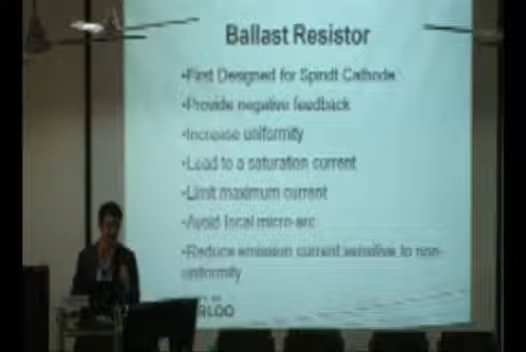 Ballast Resistor
•First Designed for Spindt Cathode
•Provide negative feedback
•Increase uniformity
•Lead to a saturation current
•Limit maximum current
•Avoid local micro-arc
•Reduce emission current sensitive to non-
uniformity